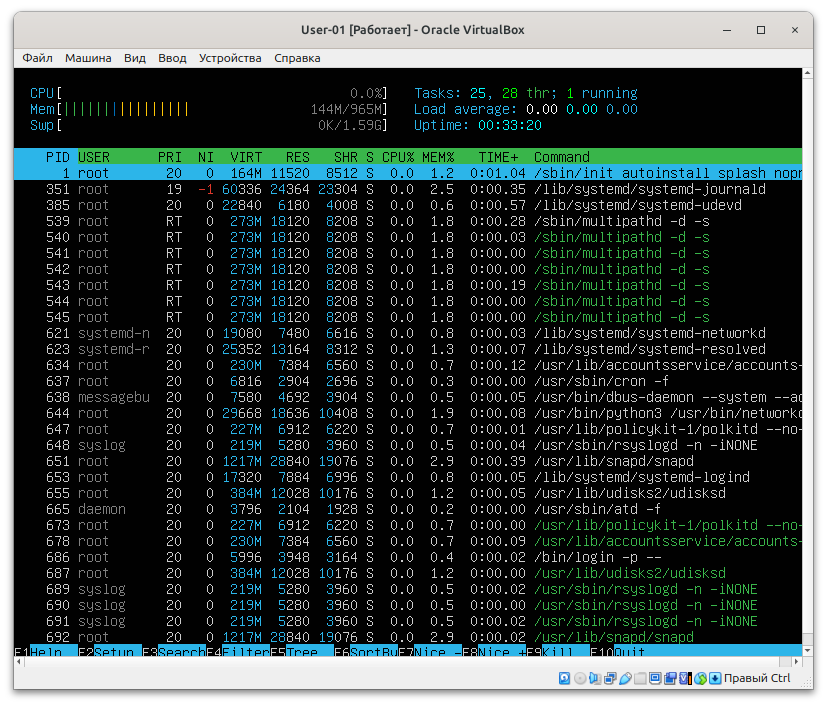 User-01 [Работает] - Oracle VirtualBox
Файл Машина Вид Ввод Устройства Справка
CPU[ 0.0%] Tasks: 25, 28 thr; 1 running
Mem[||||||||||||||||| 144M/965M] Load average: 0.00 0.00 0.00
Swp[ 0K/1.59G] Uptime: 00:33:20
PID USER PRI NI VIRT RES SHR S CPU% MEM% TIME+ Command
1 root 20 0 164M 11520 8512 S 0.0 1.2 0:01.04 /sbin/init autoinstall splash nopr
351 root 19 -1 60336 24364 23304 S 0.0 2.5 0:00.35 /lib/systemd/systemd-journald
385 root 20 0 22840 6180 4008 S 0.0 0.6 0:00.57 /lib/systemd/systemd-udevd
539 root RT 0 273M 18120 8208 S 0.0 1.8 0:00.28 /sbin/multipathd -d -s
540 root RT 0 273M 18120 8208 S 0.0 1.8 0:00.03 /sbin/multipathd -d -s
541 root RT 0 273M 18120 8208 S 0.0 1.8 0:00.00 /sbin/multipathd -d -s
542 root RT 0 273M 18120 8208 S 0.0 1.8 0:00.00 /sbin/multipathd -d -s
543 root RT 0 273M 18120 8208 S 0.0 1.8 0:00.19 /sbin/multipathd -d -s
544 root RT 0 273M 18120 8208 S 0.0 1.8 0:00.00 /sbin/multipathd -d -s
545 root RT 0 273M 18120 8208 S 0.0 1.8 0:00.00 /sbin/multipathd -d -s
621 systemd-n 20 0 19080 7480 6616 S 0.0 0.8 0:00.03 /lib/systemd/systemd-networkd
623 systemd-r 20 0 25352 13164 8312 S 0.0 1.3 0:00.07 /lib/systemd/systemd-resolved
634 root 20 0 230M 7384 6560 S 0.0 0.7 0:00.12 /usr/lib/accountsservice/accounts-
637 root 20 0 6816 2904 2696 S 0.0 0.3 0:00.00 /usr/sbin/cron -f
638 messagebu 20 0 7580 4692 3904 S 0.0 0.5 0:00.05 /usr/bin/dbus-daemon --system --ad
644 root 20 0 29668 18636 10408 S 0.0 1.9 0:00.08 /usr/bin/python3 /usr/bin/networkd
647 root 20 0 227M 6912 6220 S 0.0 0.7 0:00.01 /usr/lib/policykit-1/polkitd --no-
648 syslog 20 0 219M 5280 3960 S 0.0 0.5 0:00.04 /usr/sbin/rsyslogd -n -iNONE
651 root 20 0 1217M 28840 19076 S 0.0 2.9 0:00.39 /usr/lib/snapd/snapd
653 root 20 0 17320 7884 6996 S 0.0 0.8 0:00.05 /lib/systemd/systemd-logind
655 root 20 0 384M 12028 10176 S 0.0 1.2 0:00.05 /usr/lib/udisks2/udisksd
665 daemon 20 0 3796 2104 1928 S 0.0 0.2 0:00.00 /usr/sbin/atd -f
673 root 20 0 227M 6912 6220 S 0.0 0.7 0:00.00 /usr/lib/policykit-1/polkitd --no-
678 root 20 0 230M 7384 6560 S 0.0 0.7 0:00.09 /usr/lib/accountsservice/accounts-
686 root 20 0 5996 3948 3164 S 0.0 0.4 0:00.02 /bin/login -p --
687 root 20 0 384M 12028 10176 S 0.0 1.2 0:00.00 /usr/lib/udisks2/udisksd
689 syslog 20 0 219M 5280 3960 S 0.0 0.5 0:00.02 /usr/sbin/rsyslogd -n -iNONE
690 syslog 20 0 219M 5280 3960 S 0.0 0.5 0:00.00 /usr/sbin/rsyslogd -n -iNONE
691 syslog 20 0 219M 5280 3960 S 0.0 0.5 0:00.00 /usr/sbin/rsyslogd -n -iNONE
692 root 20 0 1217M 28840 19076 S 0.0 2.9 0:00.02 /usr/lib/snapd/snapd
F1Help F2Setup F3SearchF4FilterF5Tree F6SortByF7Nice -F8Nice +F9Kill F10Quit
Правый Ctrl